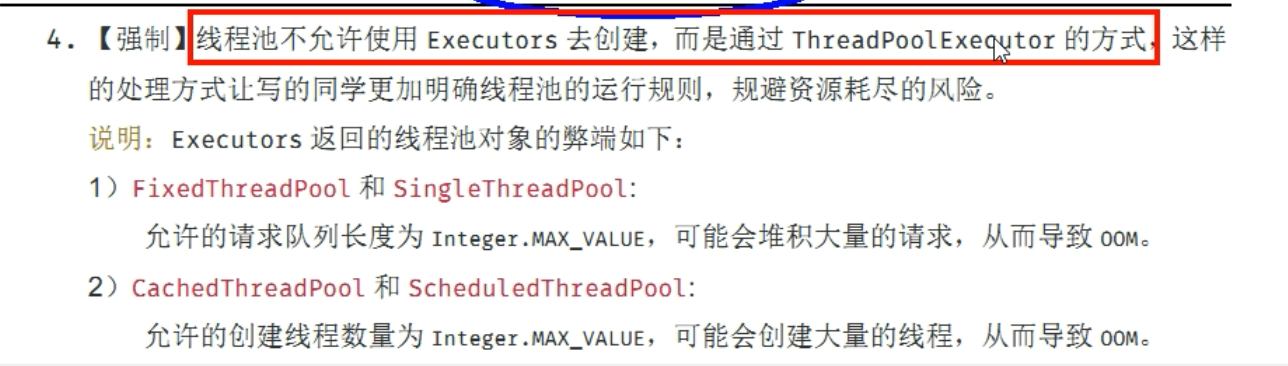 4. 【强制】线程池不允许使用 Executors 去创建，而是通过 ThreadPoolExecutor 的方式，这样
的处理方式让写的同学更加明确线程池的运行规则，规避资源耗尽的风险。
说明：Executors 返回的线程池对象的弊端如下：
1）FixedThreadPool 和 SingleThreadPool:
允许的请求队列长度为 Integer.MAX_VALUE，可能会堆积大量的请求，从而导致 OOM。
2）CachedThreadPool 和 ScheduledThreadPool:
允许的创建线程数量为 Integer.MAX_VALUE，可能会创建大量的线程，从而导致 OOM。